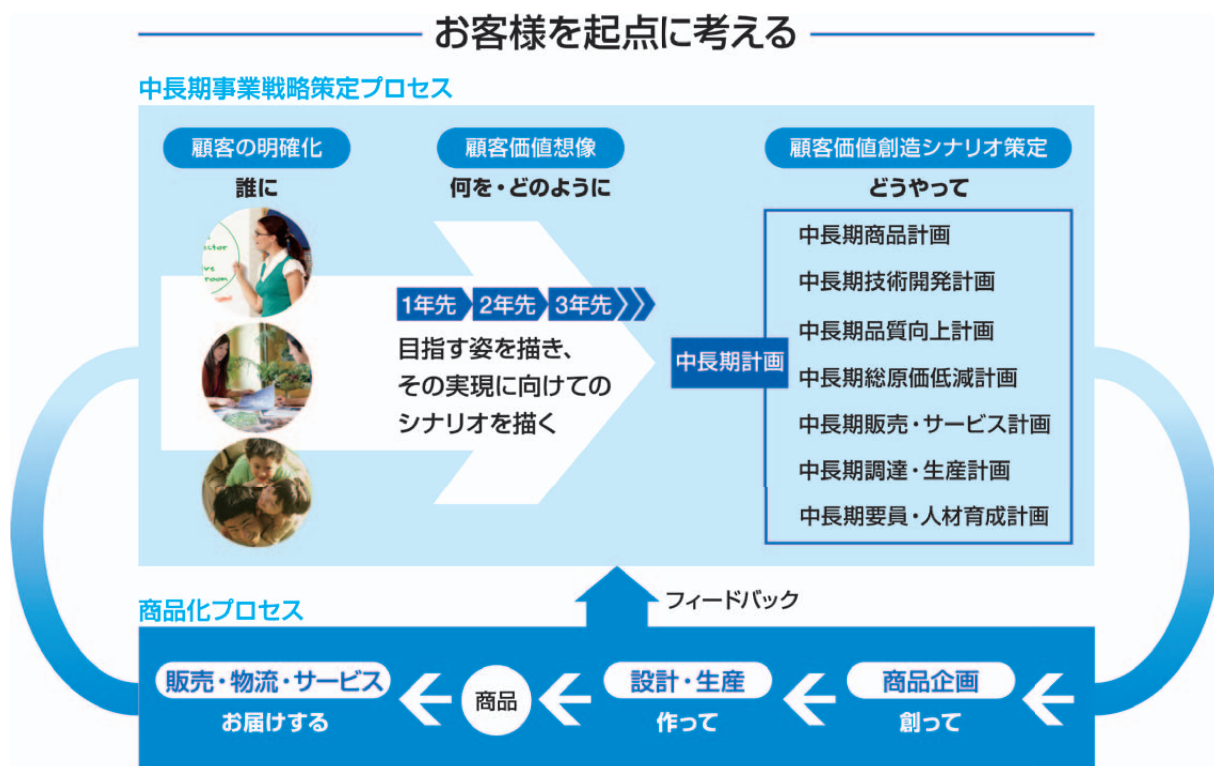 お客様を起点に考える
中長期事業戦略策定プロセス
顧客の明確化
誰に
顧客価値想像
何を・どのように
1年先 2年先 3年先
目指す姿を描き、
その実現に向けての
シナリオを描く
顧客価値創造シナリオ策定
どうやって
中長期計画
中長期商品計画
中長期技術開発計画
中長期品質向上計画
中長期総原価低減計画
中長期販売・サービス計画
中長期調達・生産計画
中長期要員・人材育成計画
フィードバック
商品化プロセス
販売・物流・サービス
お届けする
商品
設計・生産
作って
商品企画
創って